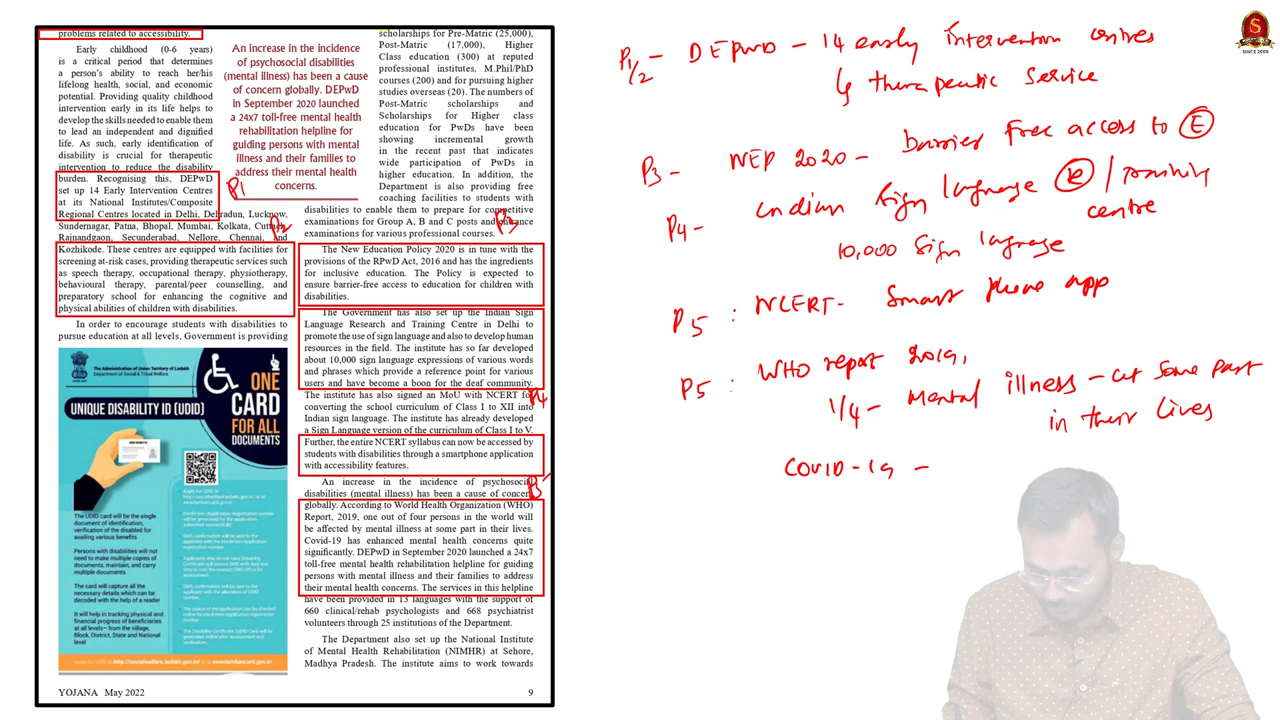 problems related to accessibility.
Early childhood (0-6 years)
is a critical period that determines
a person's ability to reach her/his
lifelong health, social, and economic
potential. Providing quality childhood
intervention early in its life helps to
develop the skills needed to enable them
to lead an independent and dignified
life. As such, early identification of
disability is crucial for therapeutic
intervention to reduce the disability
burden. Recognising this, DEPwD
set up 14 Early Intervention Centres
at its National Institutes/Composite
Regional Centres located in Delhi, Dehradun, Lucknow,
Sundernagar, Patna, Bhopal, Mumbai, Kolkata, Cuttack,
Rajnandgaon, Secunderabad, Nellore, Chennai, and
Kozhikode. These centres are equipped with facilities for
screening at-risk cases, providing therapeutic services such
as speech therapy, occupational therapy, physiotherapy,
behavioural therapy, parental/peer counselling, and
preparatory school for enhancing the cognitive and
physical abilities of children with disabilities.
In order to encourage students with disabilities to
pursue education at all levels, Government is providing
An increase in the incidence
of psychosocial disabilities
(mental illness) has been a cause
of concern globally. DEPwD
in September 2020 launched
a 24x7 toll-free mental health
rehabilitation helpline for
guiding persons with mental
illness and their families to
address their mental health
concerns.
P1
P2
scholarships for Pre-Matric (25,000),
Post-Matric (17,000), Higher
Class education (300) at reputed
professional institutes, M.Phil/PhD
courses (200) and for pursuing higher
studies overseas (20). The numbers of
Post-Matric scholarships and
Scholarships for Higher class
education for PwDs have been
showing incremental growth
in the recent past that indicates
wide participation of PwDs in
higher education. In addition, the
Department is also providing free
coaching facilities to students with
disabilities to enable them to prepare for competitive
examinations for Group A, B and C posts and entrance
examinations for various professional courses.
P3
The New Education Policy 2020 is in tune with the
provisions of the RPwD Act, 2016 and has the ingredients
for inclusive education. The Policy is expected to
ensure barrier-free access to education for children with
disabilities.
The Government has also set up the Indian Sign
Language Research and Training Centre in Delhi to
promote the use of sign language and also to develop human
resources in the field. The institute has so far developed
about 10,000 sign language expressions of various words
and phrases which provide a reference point for various
users and have become a boon for the deaf community.
The institute has also signed an MoU with NCERT for
converting the school curriculum of Class I to XII into
Indian sign language. The institute has already developed
a Sign Language version of the curriculum of Class I to V.
P4
Further, the entire NCERT syllabus can now be accessed by
students with disabilities through a smartphone application
with accessibility features.
P5
An increase in the incidence of psychosocial
disabilities (mental illness) has been a cause of concern
globally. According to World Health Organization (WHO)
Report, 2019, one out of four persons in the world will
be affected by mental illness at some part in their lives.
Covid-19 has enhanced mental health concerns quite
significantly. DEPwD in September 2020 launched a 24x7
toll-free mental health rehabilitation helpline for guiding
persons with mental illness and their families to address
their mental health concerns. The services in this helpline
have been provided in 13 languages with the support of
660 clinical/rehab psychologists and 668 psychiatrist
volunteers through 25 institutions of the Department.
The Department also set up the National Institute
of Mental Health Rehabilitation (NIMHR) at Sehore,
Madhya Pradesh. The institute aims to work towards
The Administration of Union Territory of Ladakh
Department of Social & Tribal Welfare
ONE
CARD
FOR ALL
DOCUMENTS
UNIQUE DISABILITY ID (UDID)
The UDID card will be the single
document of identification,
verification of the disabled for
availing various benefits
Persons with disabilities will not
need to make multiple copies of
documents, maintain, and carry
multiple documents
The card will capture all the
necessary details which can be
decoded with the help of a reader
It will help in tracking physical and
financial progress of beneficiaries
at all levels—from the village,
Block, District, State and National
level
YOJANA May 2022
9
P1/2 - DEPWD - 14 early intervention centres
↳ therapeutic service
P3 - NEP 2020 - barrier free access to E
P4 - Indian Sign language R / training
centre
10,000 Sign language
P5 : NCERT - Smart phone app
P5 : WHO report 2019,
1/4 - Mental illness - at some part
in their lives
COVID-19 -
S
SINCE 2004